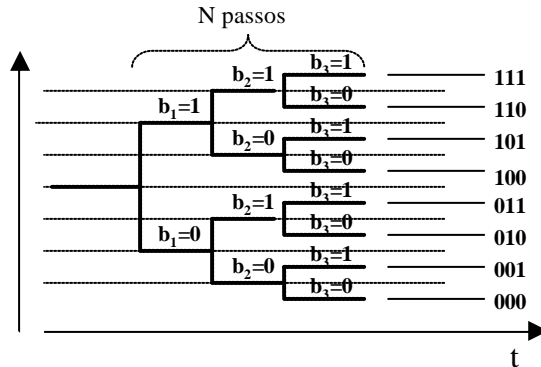 N passos
b₃=1
111
b₂=1
b₃=0
110
b₁=1
b₃=1
101
b₂=0
b₃=0
100
b₃=1
011
b₂=1
b₃=0
010
b₁=0
b₃=1
001
b₂=0
b₃=0
000
t